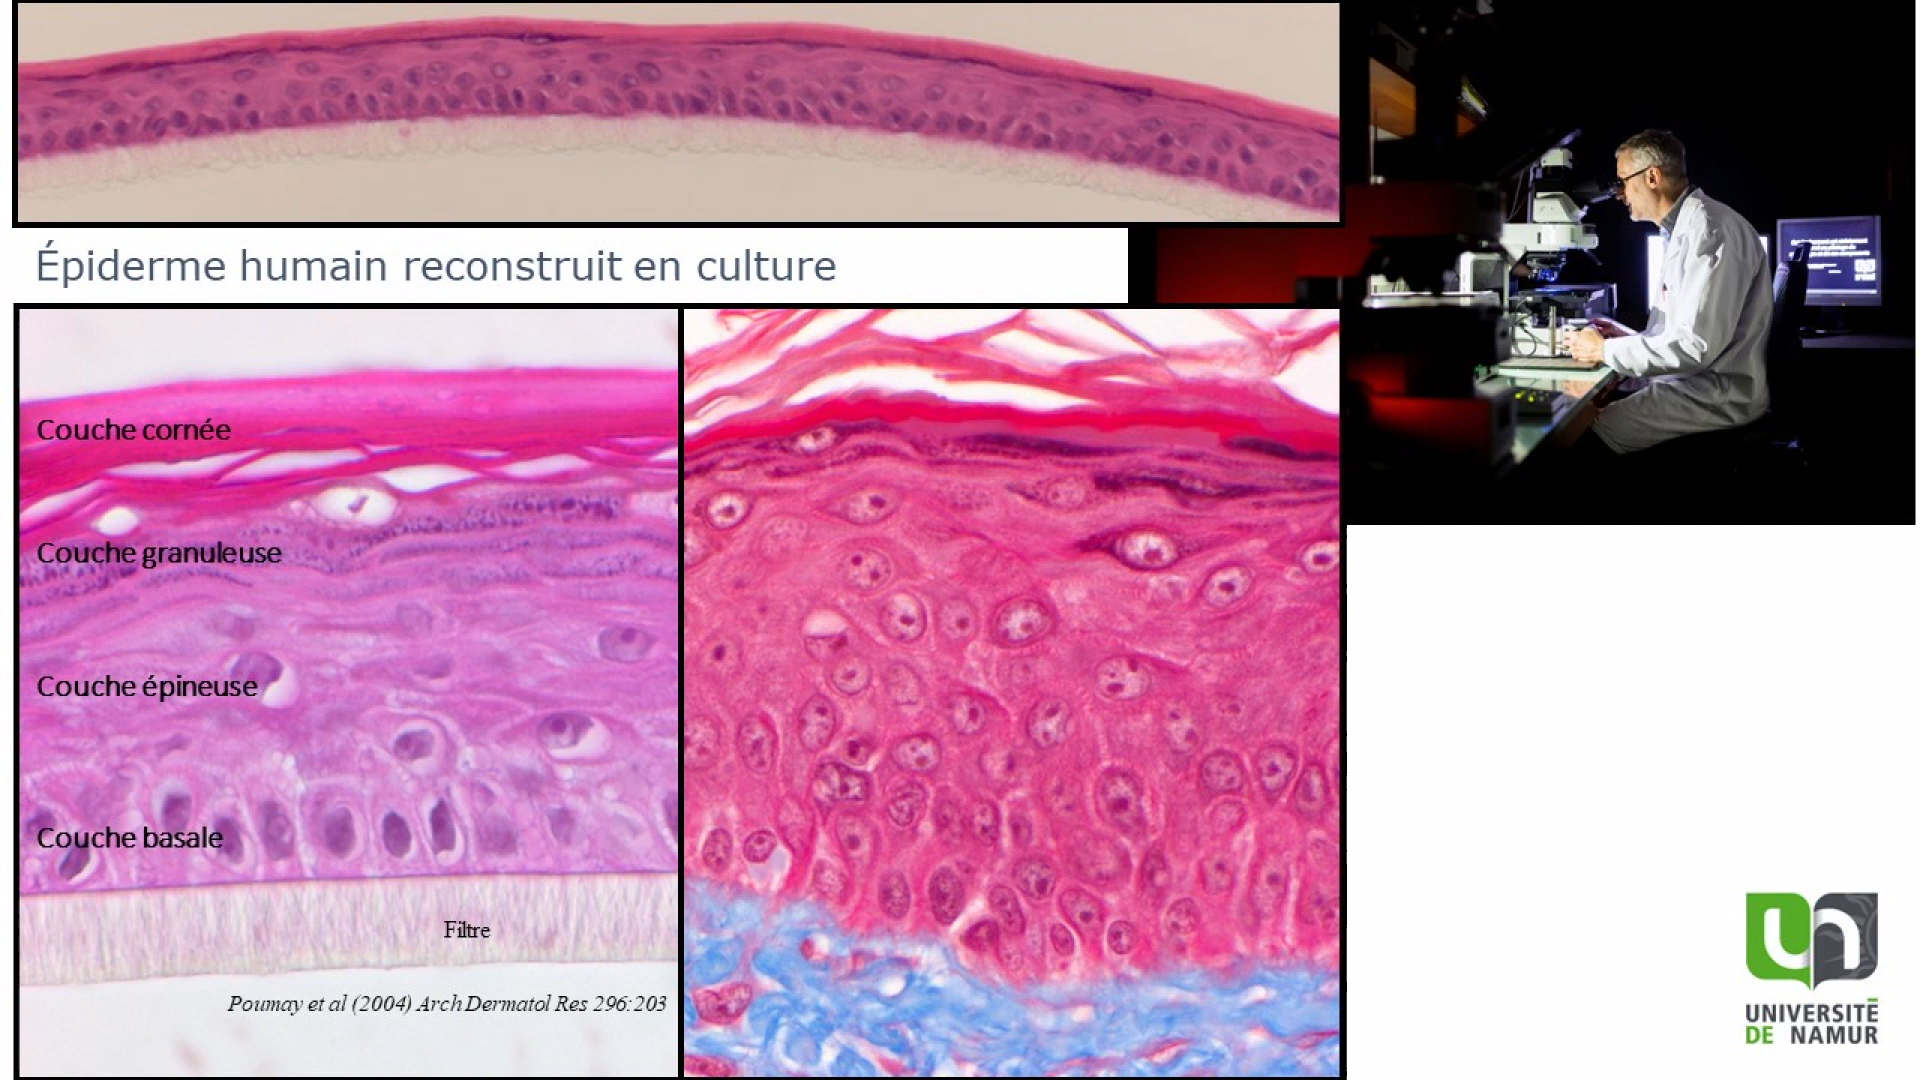 Épiderme humain reconstruit en culture
Couche cornée
Couche granuleuse
Couche épineuse
Couche basale
Filtre
Poumay et al (2004) Arch Dermatol Res 296:203
UNIVERSITĒ
DE NAMUR